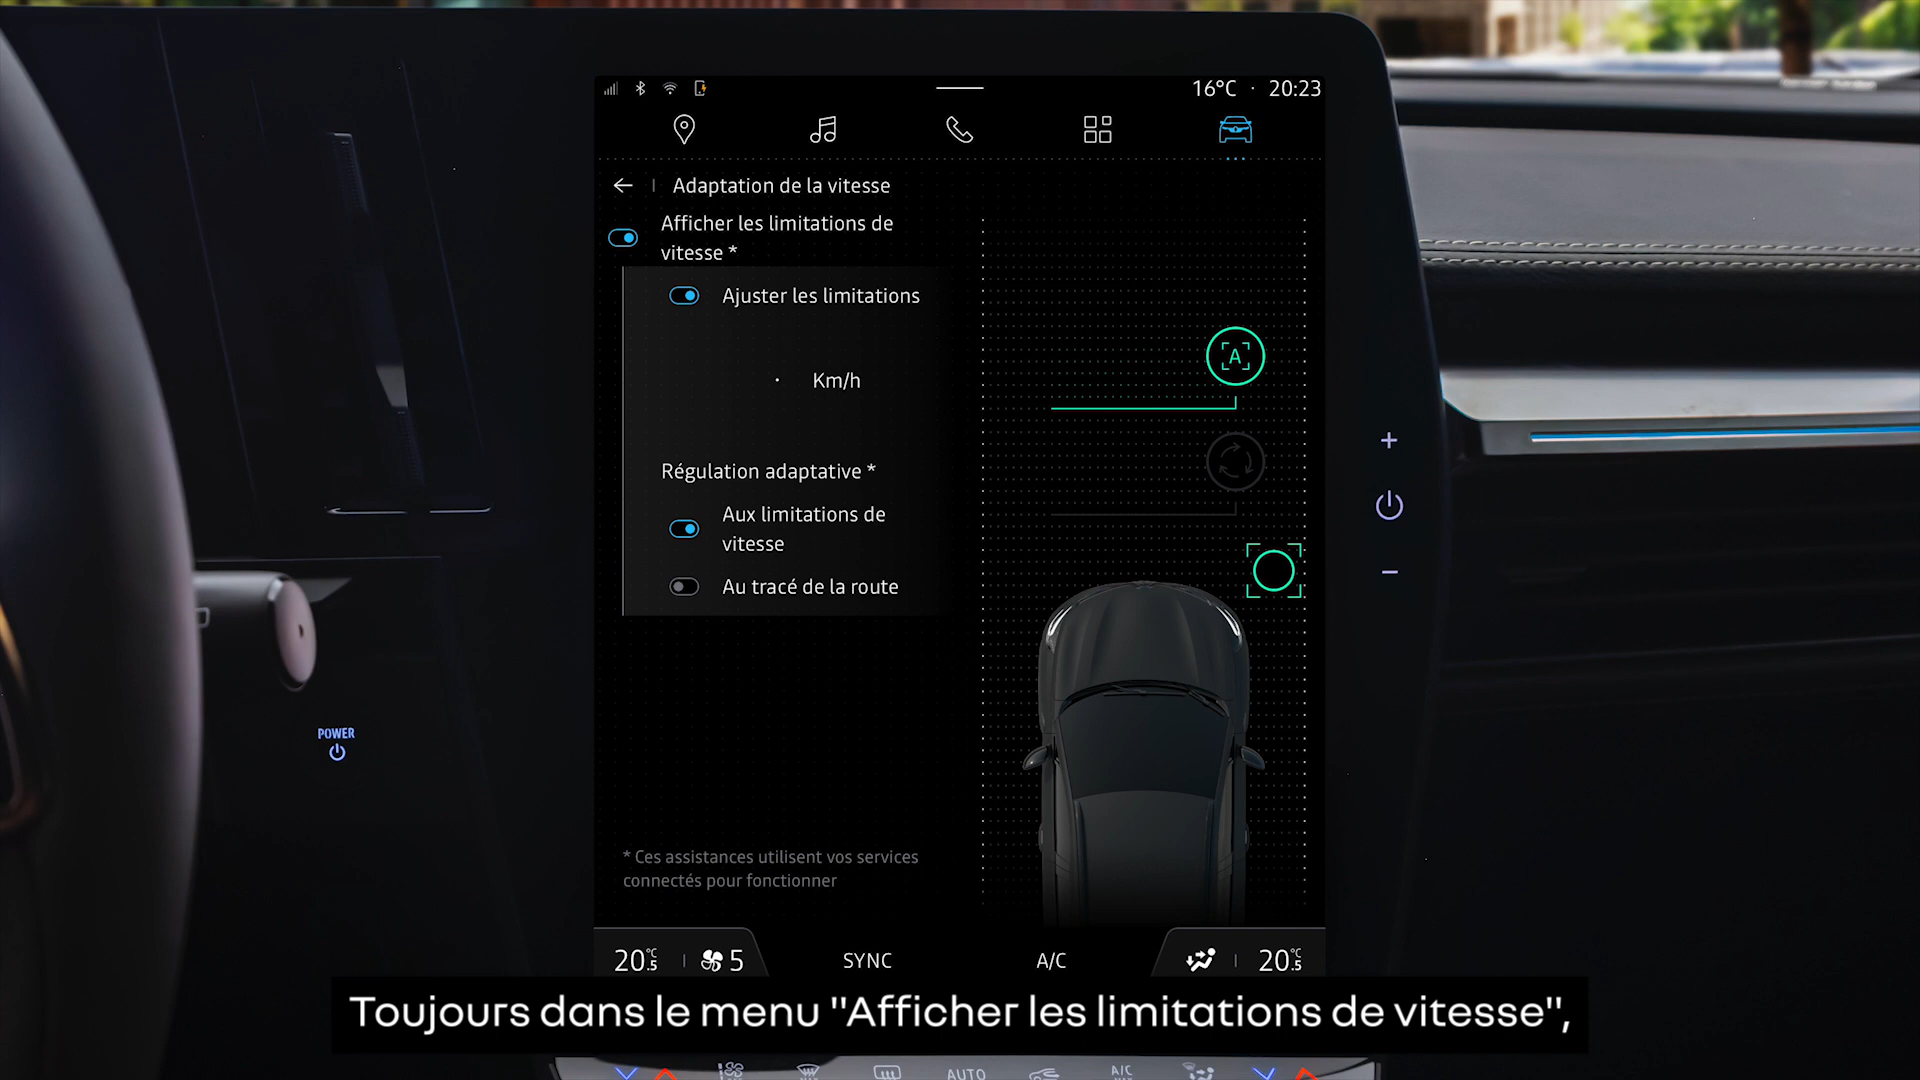 16°C · 20:23
Adaptation de la vitesse
Afficher les limitations de
vitesse *
Ajuster les limitations
A
· Km/h
Régulation adaptative *
Aux limitations de
vitesse
Au tracé de la route
POWER
* Ces assistances utilisent vos services
connectés pour fonctionner
20.5°C 5 SYNC A/C 20.5°C
Toujours dans le menu "Afficher les limitations de vitesse",
AUTO A/C